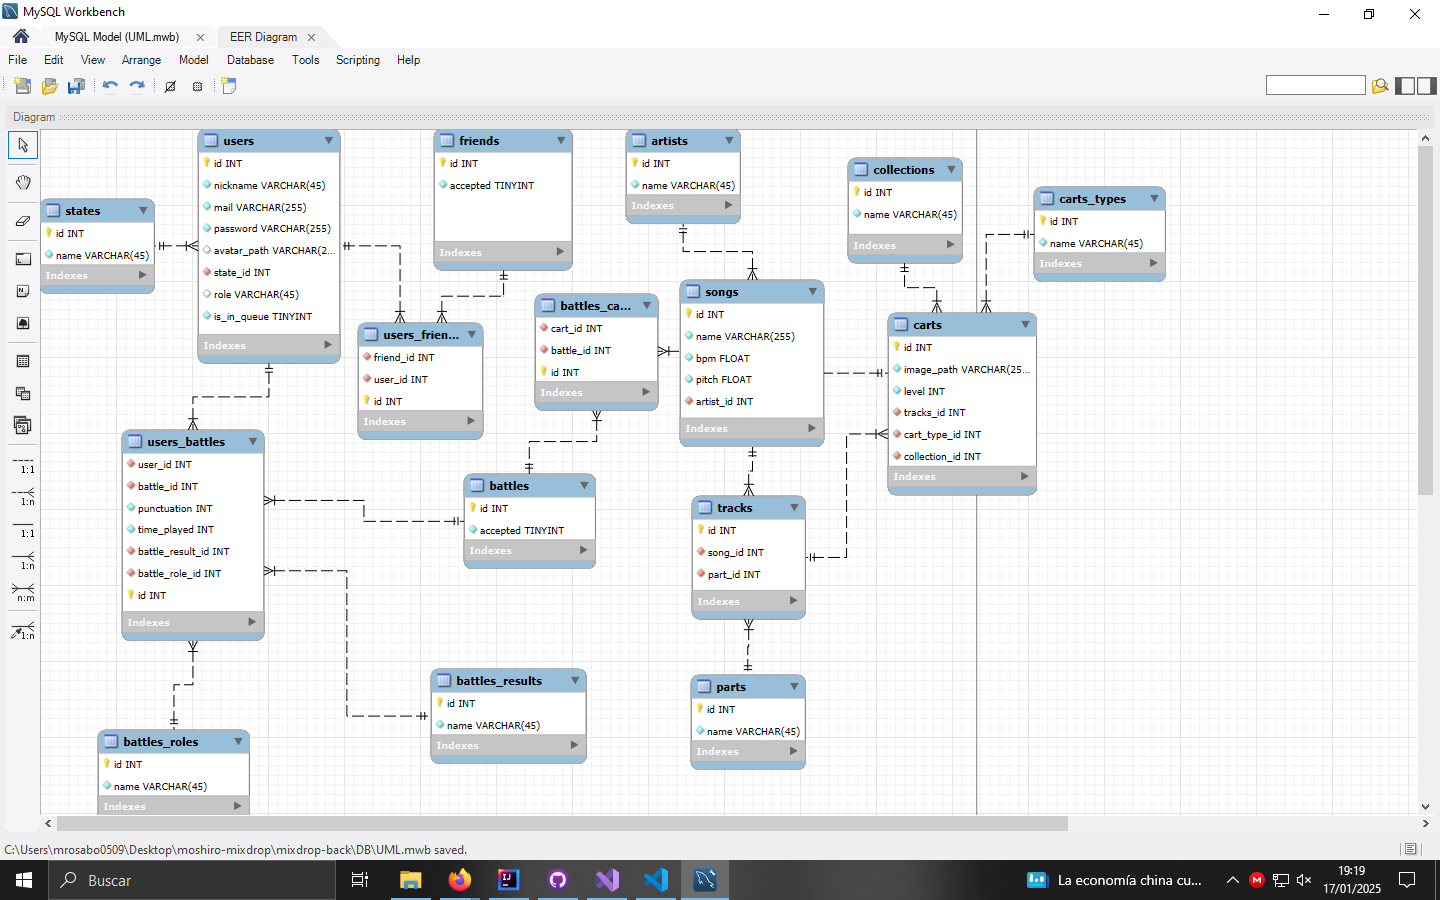 MySQL Workbench
MySQL Model (UML.mwb)
EER Diagram
File Edit View Arrange Model Database Tools Scripting Help
Diagram
users
id INT
nickname VARCHAR(45)
mail VARCHAR(255)
password VARCHAR(255)
avatar_path VARCHAR(2...
state_id INT
role VARCHAR(45)
is_in_queue TINYINT
Indexes
friends
id INT
accepted TINYINT
Indexes
artists
id INT
name VARCHAR(45)
Indexes
collections
id INT
name VARCHAR(45)
Indexes
carts_types
id INT
name VARCHAR(45)
Indexes
states
id INT
name VARCHAR(45)
Indexes
users_frien...
friend_id INT
user_id INT
id INT
Indexes
battles_ca...
cart_id INT
battle_id INT
id INT
Indexes
songs
id INT
name VARCHAR(255)
bpm FLOAT
pitch FLOAT
artist_id INT
Indexes
carts
id INT
image_path VARCHAR(25...
level INT
tracks_id INT
cart_type_id INT
collection_id INT
Indexes
users_battles
user_id INT
battle_id INT
punctuation INT
time_played INT
battle_result_id INT
battle_role_id INT
id INT
Indexes
battles
id INT
accepted TINYINT
Indexes
tracks
id INT
song_id INT
part_id INT
Indexes
battles_results
id INT
name VARCHAR(45)
Indexes
parts
id INT
name VARCHAR(45)
Indexes
battles_roles
id INT
name VARCHAR(45)
Indexes
1:1
1:n
1:1
1:n
n:m
1:n
C:\Users\mrosabo0509\Desktop\moshiro-mixdrop\mixdrop-back\DB\UML.mwb saved.
Buscar
La economía china cu...
19:19
17/01/2025